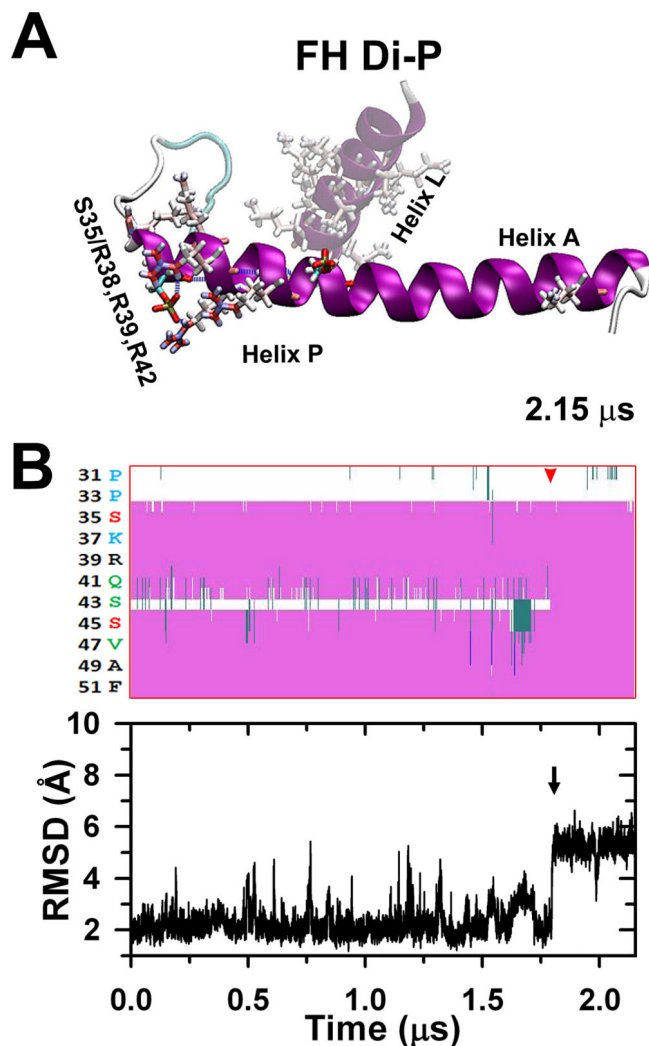 A
FH Di-P
Helix L
S35/R38,R39,R42
Helix A
Helix P
2.15 μs
B
31 P
33 P
35 S
37 K
39 R
41 Q
43 S
45 S
47 V
49 A
51 F
10
8
6
4
2
RMSD (Å)
0.0 0.5 1.0 1.5 2.0
Time (μs)